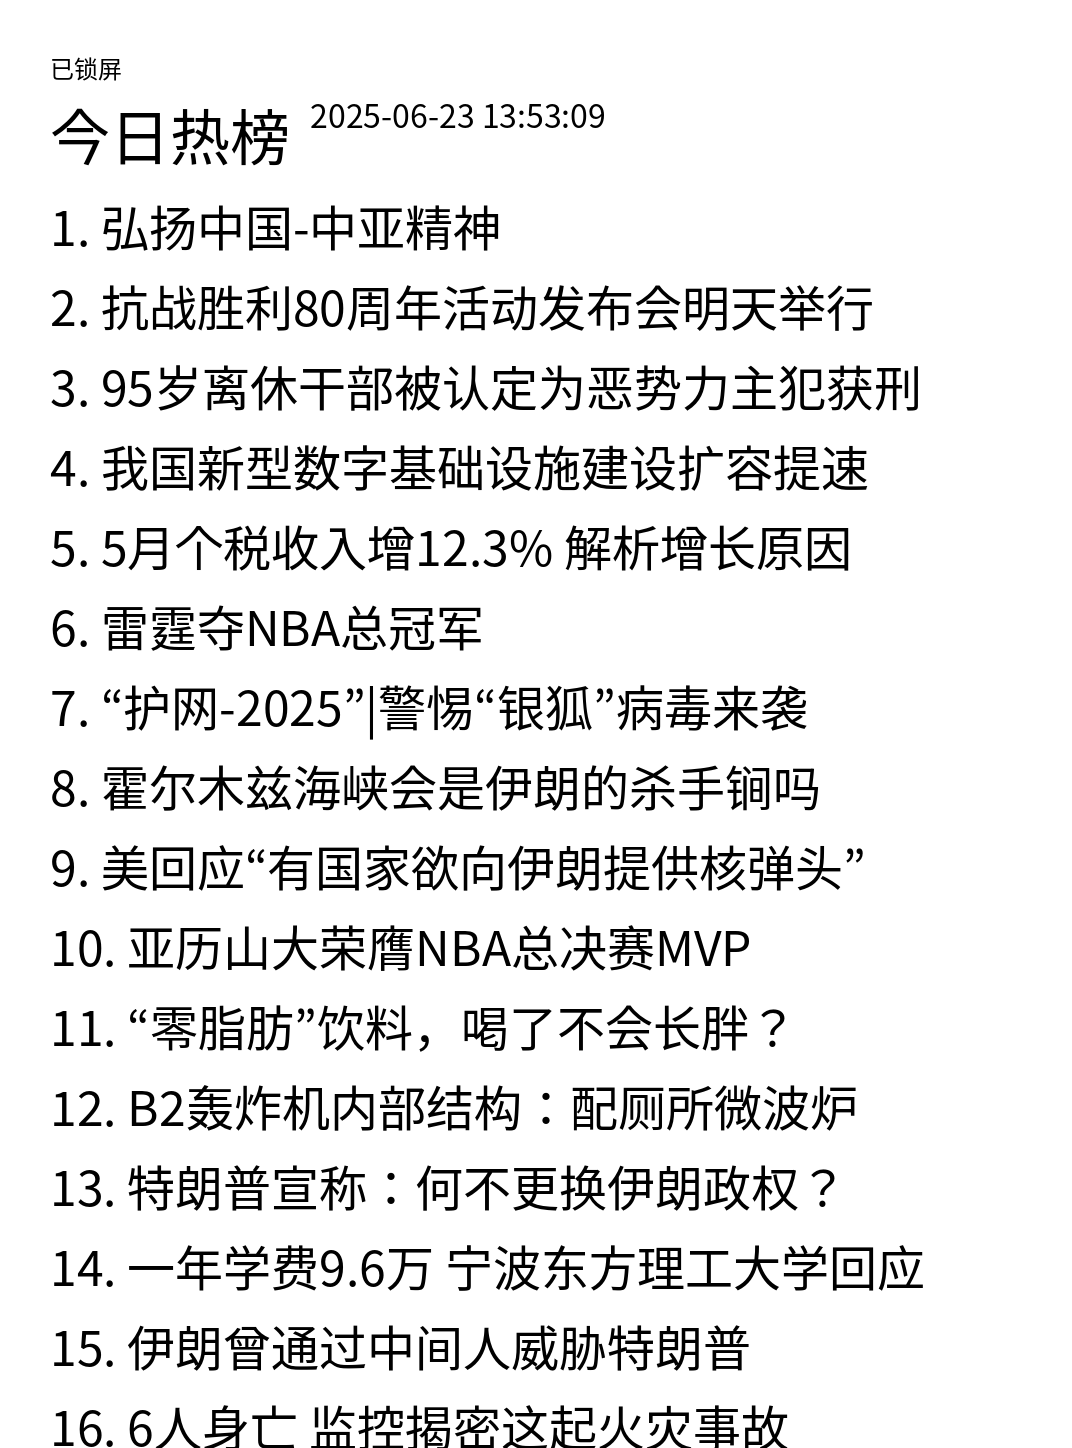 已锁屏
今日热榜 2025-06-23 13:53:09
1. 弘扬中国-中亚精神
2. 抗战胜利80周年活动发布会明天举行
3. 95岁离休干部被认定为恶势力主犯获刑
4. 我国新型数字基础设施建设扩容提速
5. 5月个税收入增12.3% 解析增长原因
6. 雷霆夺NBA总冠军
7. “护网-2025”|警惕“银狐”病毒来袭
8. 霍尔木兹海峡会是伊朗的杀手锏吗
9. 美回应“有国家欲向伊朗提供核弹头”
10. 亚历山大荣膺NBA总决赛MVP
11. “零脂肪”饮料，喝了不会长胖？
12. B2轰炸机内部结构：配厕所微波炉
13. 特朗普宣称：何不更换伊朗政权？
14. 一年学费9.6万 宁波东方理工大学回应
15. 伊朗曾通过中间人威胁特朗普
16. 6人身亡 监控揭密这起火灾事故